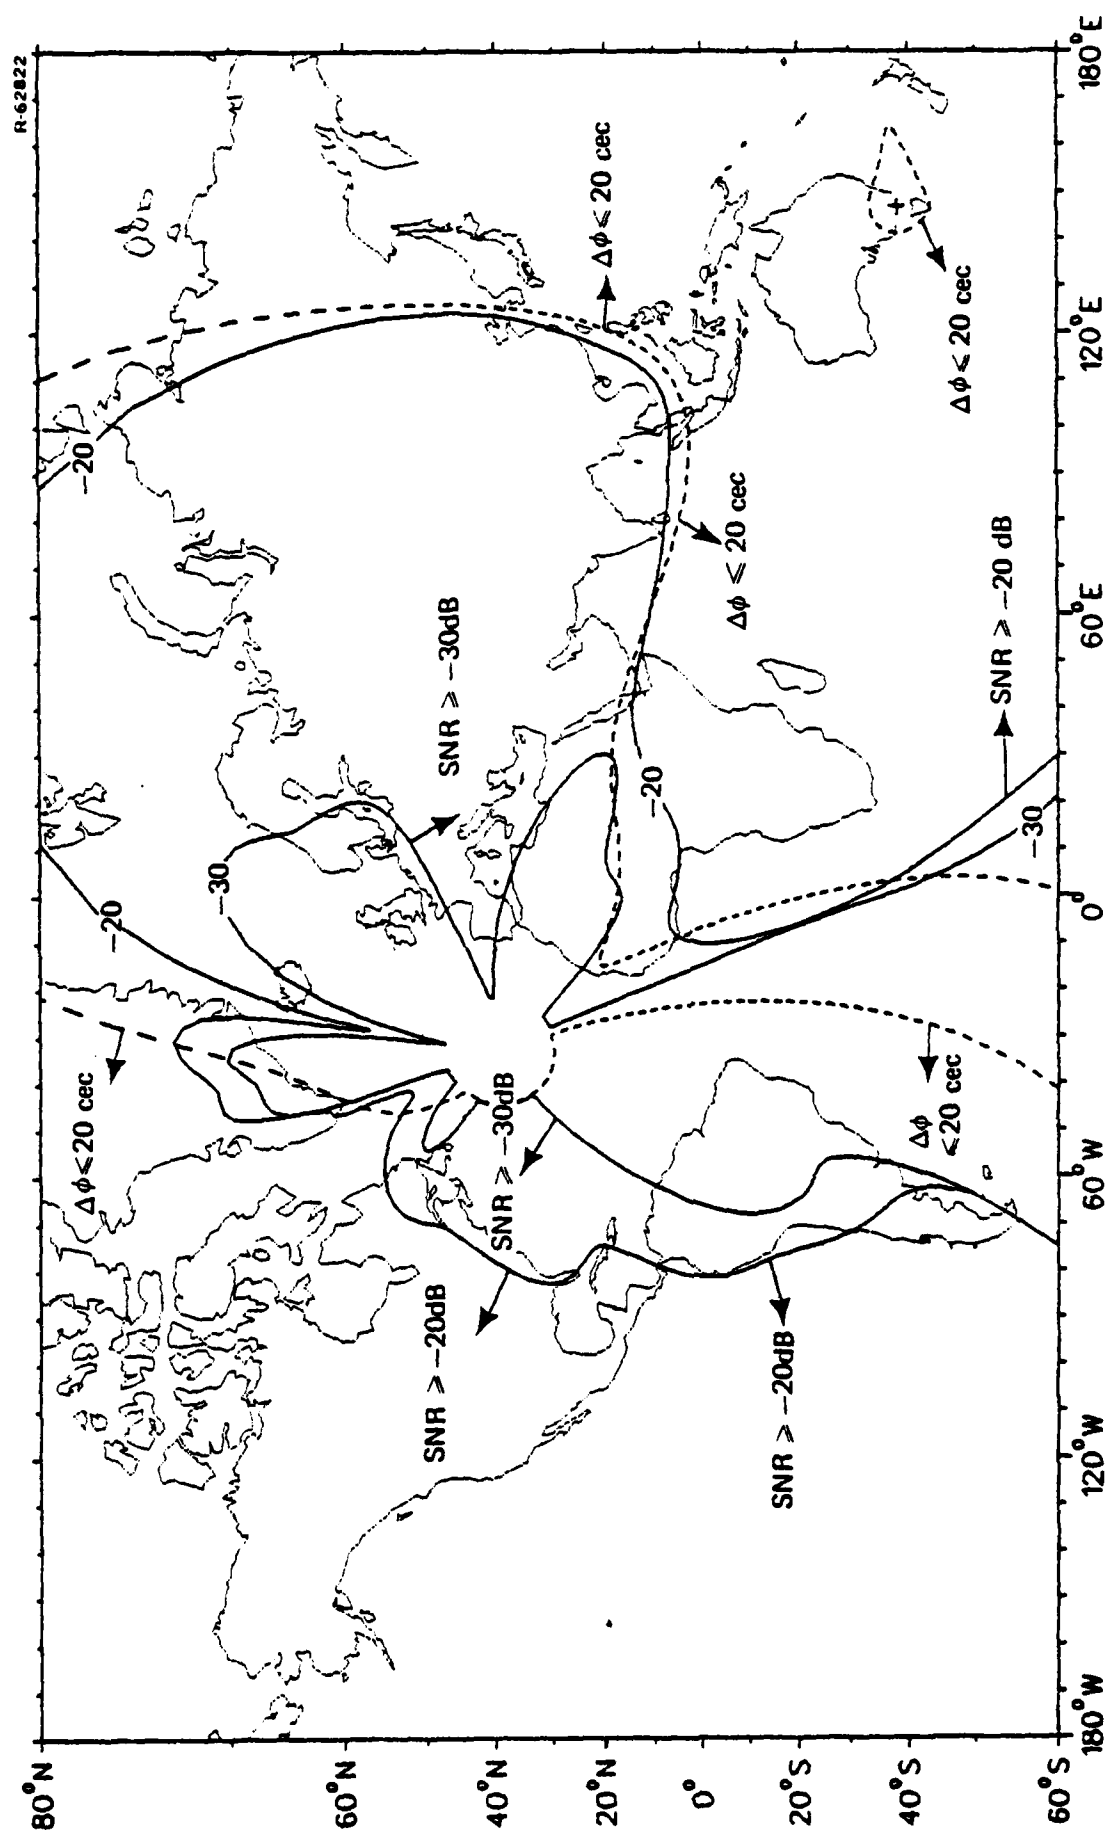 R-62822
80°N
60°N
40°N
20°N
0°
20°S
40°S
60°S
180°W
120°W
60°W
0°
60°E
120°E
180°E
Δϕ ⩽ 20 cec
-20
-30
SNR ⩾ -30dB
-20
Δϕ ⩽ 20 cec
SNR ⩾ -20dB
SNR ⩾ -30dB
-20
Δϕ ⩽ 20 cec
SNR ⩾ -20dB
Δϕ
⩽ 20 cec
-30
SNR ⩾ -20 dB
Δϕ ⩽ 20 cec